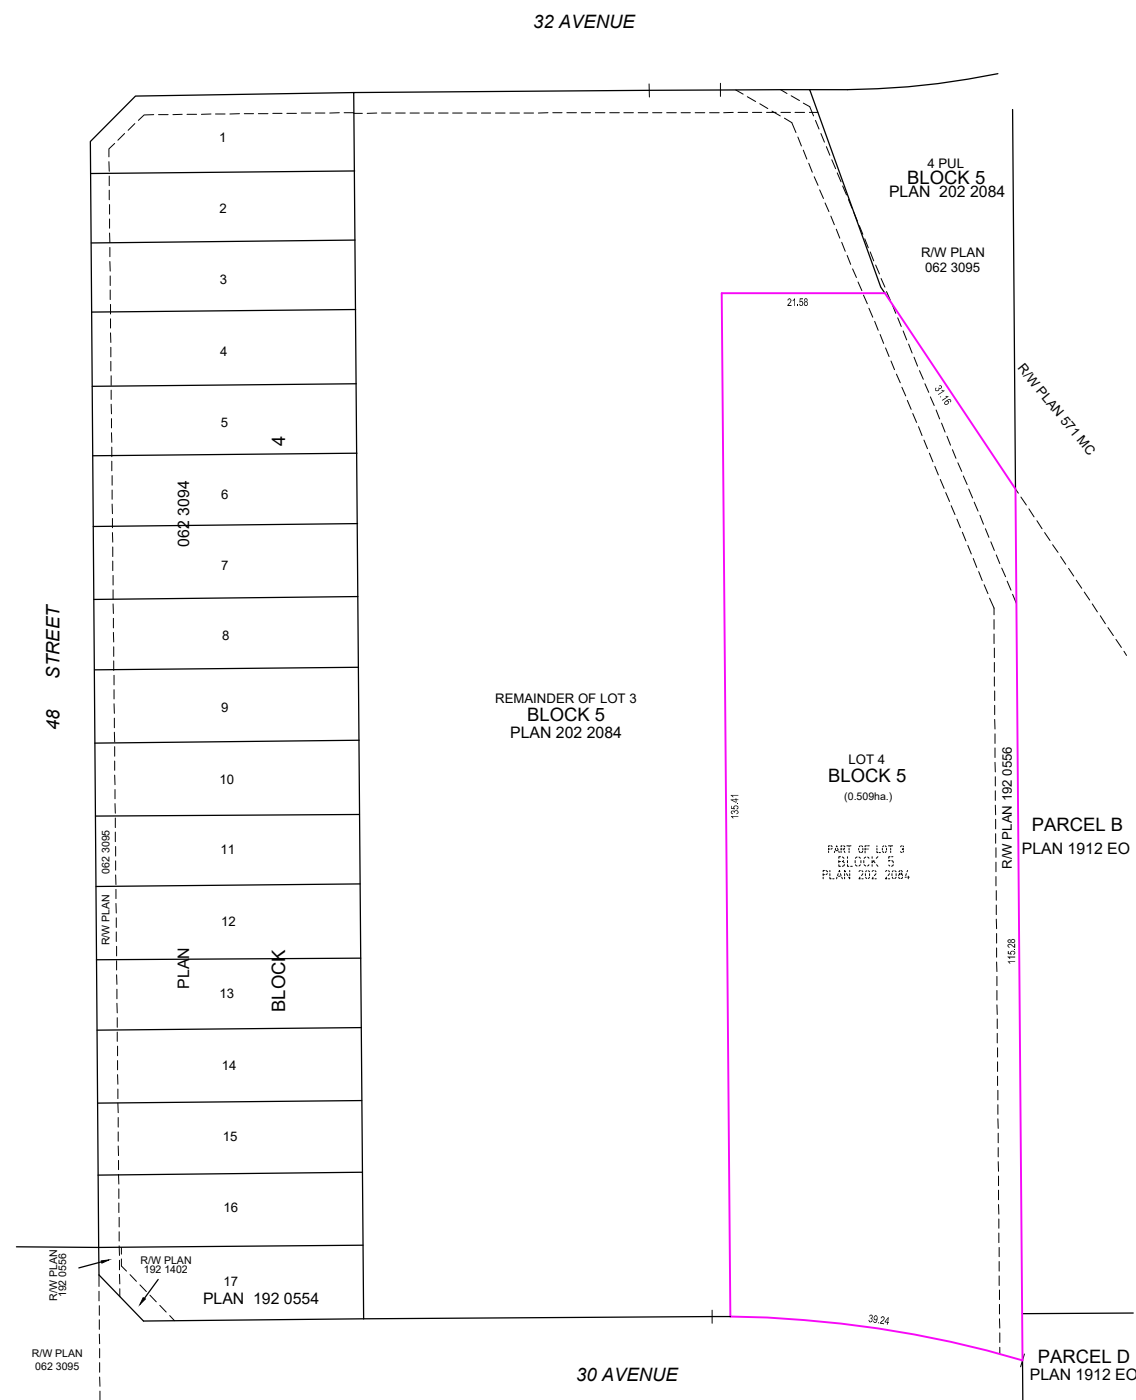 32 AVENUE
1
2
3
4
5
4
6
062 3094
7
8
9
10
11
12
13
14
15
16
17
48 STREET
R/W PLAN 062 3095
PLAN
BLOCK
R/W PLAN
192 0556
R/W PLAN
192 1402
PLAN 192 0554
R/W PLAN
062 3095
REMAINDER OF LOT 3
BLOCK 5
PLAN 202 2084
4 PUL
BLOCK 5
PLAN 202 2084
R/W PLAN
062 3095
21.58
31.16
R/W PLAN 571 MC
135.41
LOT 4
BLOCK 5
(0.509ha.)
PART OF LOT 3
BLOCK 5
PLAN 202 2084
R/W PLAN 192 0556
115.28
PARCEL B
PLAN 1912 EO
39.24
30 AVENUE
PARCEL D
PLAN 1912 EO